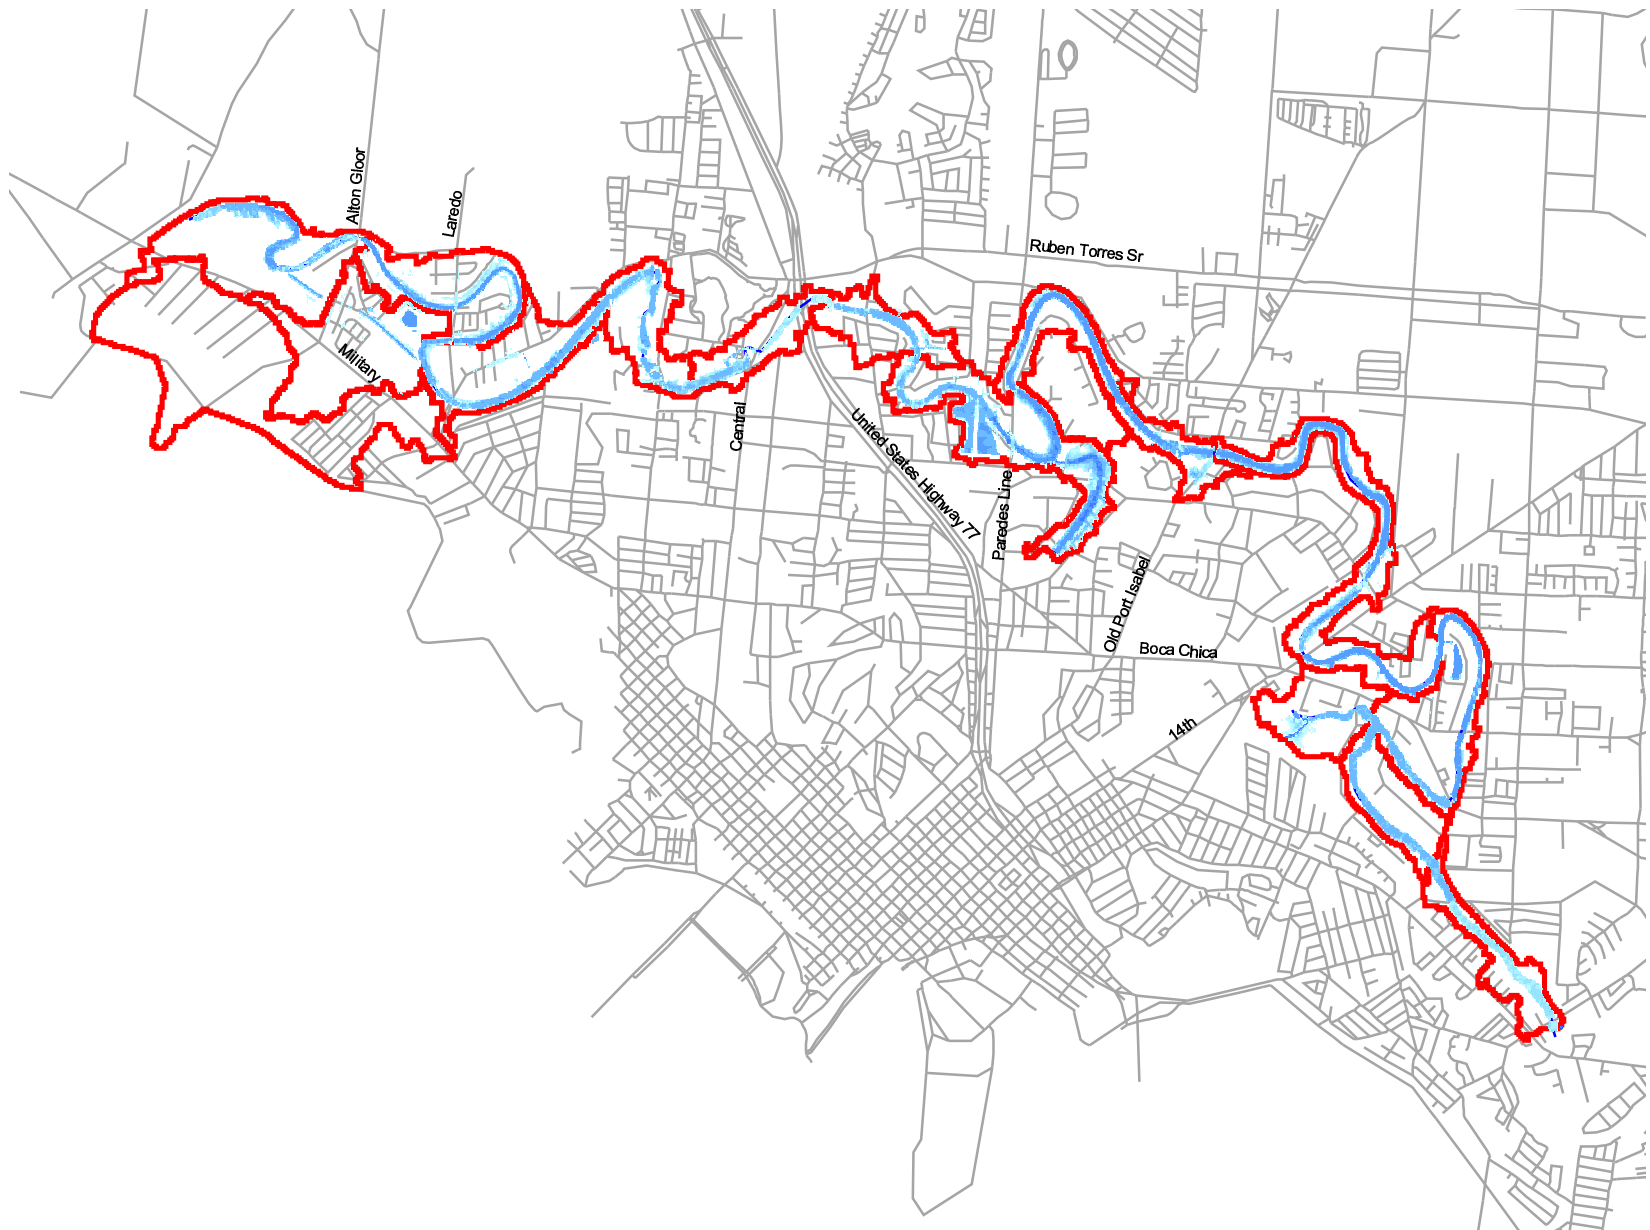 Alton Gloor
Laredo
Ruben Torres Sr
Military
Central
United States Highway 77
Paredes Line
Old Port Isabel
Boca Chica
14th